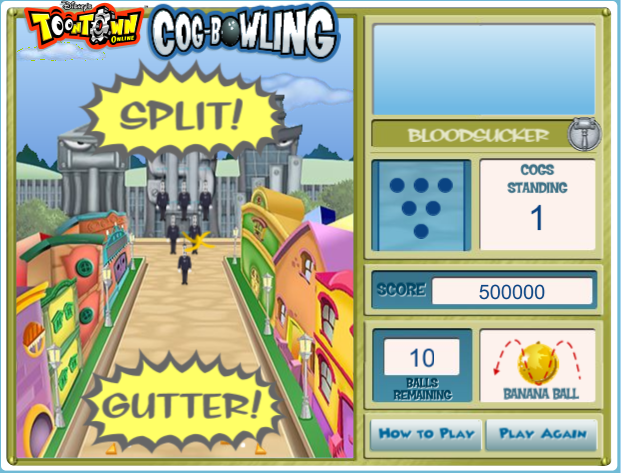 Disney's
TOONTOWN
ONLINE
COG-BOWLING
SPLIT!
GUTTER!
BLOODSUCKER
COGS
STANDING
1
SCORE 500000
10
BALLS
REMAINING
BANANA BALL
HOW TO PLAY
PLAY AGAIN